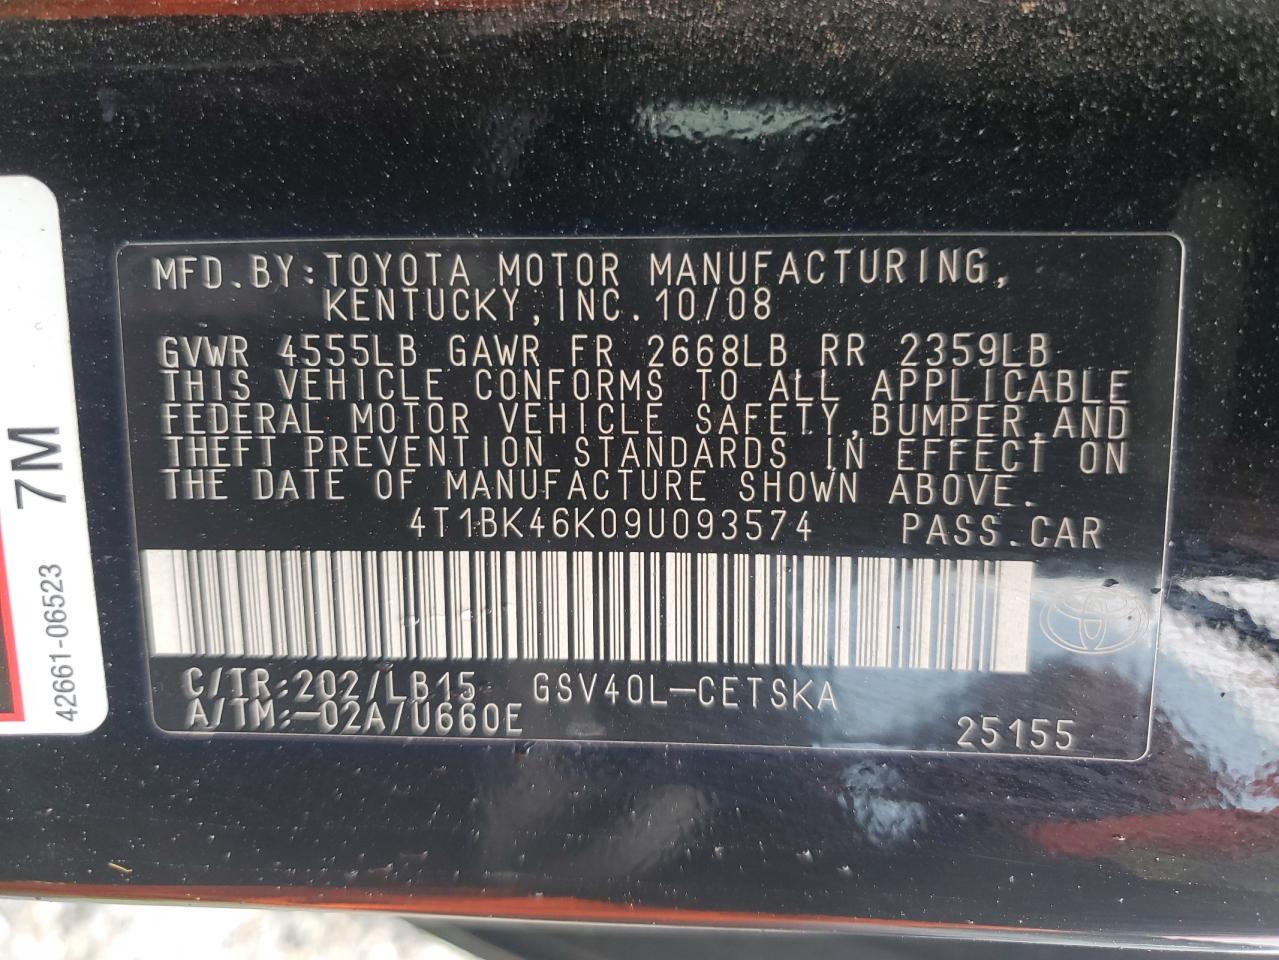 MFD. BY: TOYOTA MOTOR MANUFACTURING,
KENTUCKY, INC. 10/08
GVWR 4555LB GAWR FR 2668LB RR 2359LB
THIS VEHICLE CONFORMS TO ALL APPLICABLE
FEDERAL MOTOR VEHICLE SAFETY, BUMPER, AND
THEFT PREVENTION STANDARDS IN EFFECT ON
THE DATE OF MANUFACTURE SHOWN ABOVE.
4T1BK46K09U093574 PASS. CAR
C/TR: 202/LB15 GSV40L-CETSKA
A/TM: -02A/U660E
25155
7M
42661-06523